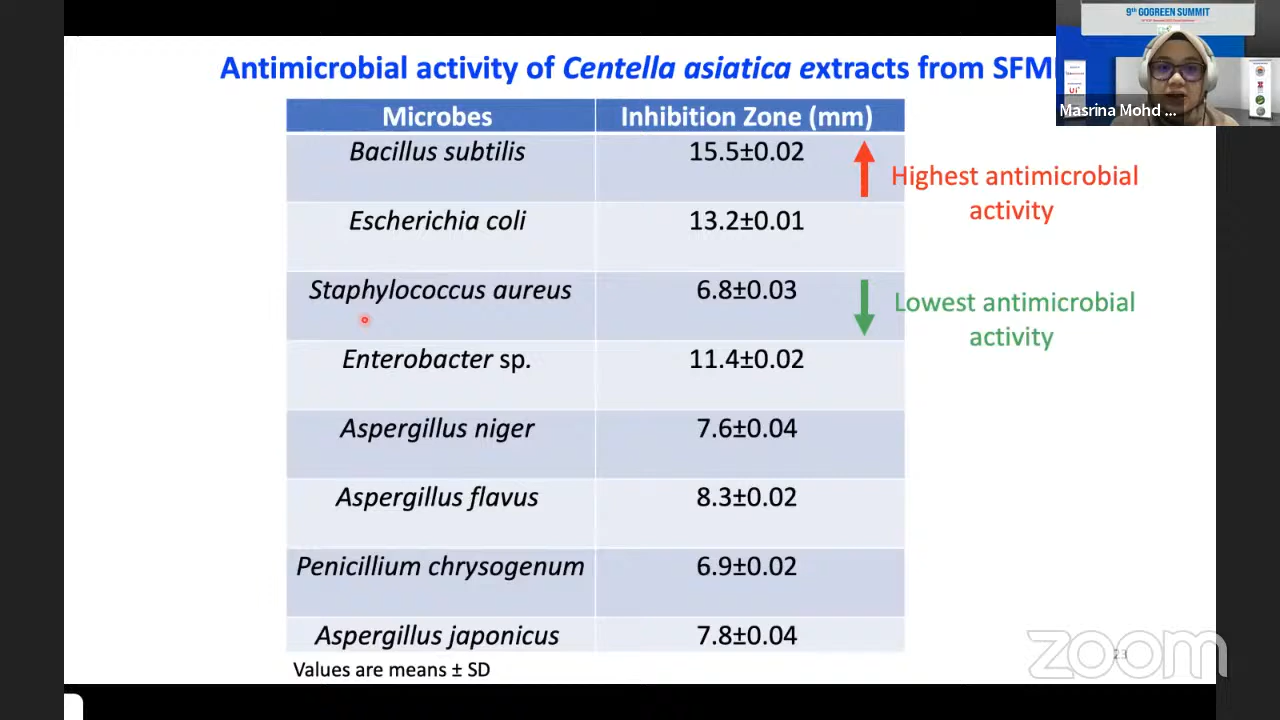 9th GOGREEN SUMMIT
Antimicrobial activity of Centella asiatica extracts from SFM
Masrina Mohd ...
Microbes Inhibition Zone (mm)
Bacillus subtilis 15.5±0.02
Highest antimicrobial
activity
Escherichia coli 13.2±0.01
Staphylococcus aureus 6.8±0.03
Lowest antimicrobial
activity
Enterobacter sp. 11.4±0.02
Aspergillus niger 7.6±0.04
Aspergillus flavus 8.3±0.02
Penicillium chrysogenum 6.9±0.02
Aspergillus japonicus 7.8±0.04
Values are means ± SD
23
zoom